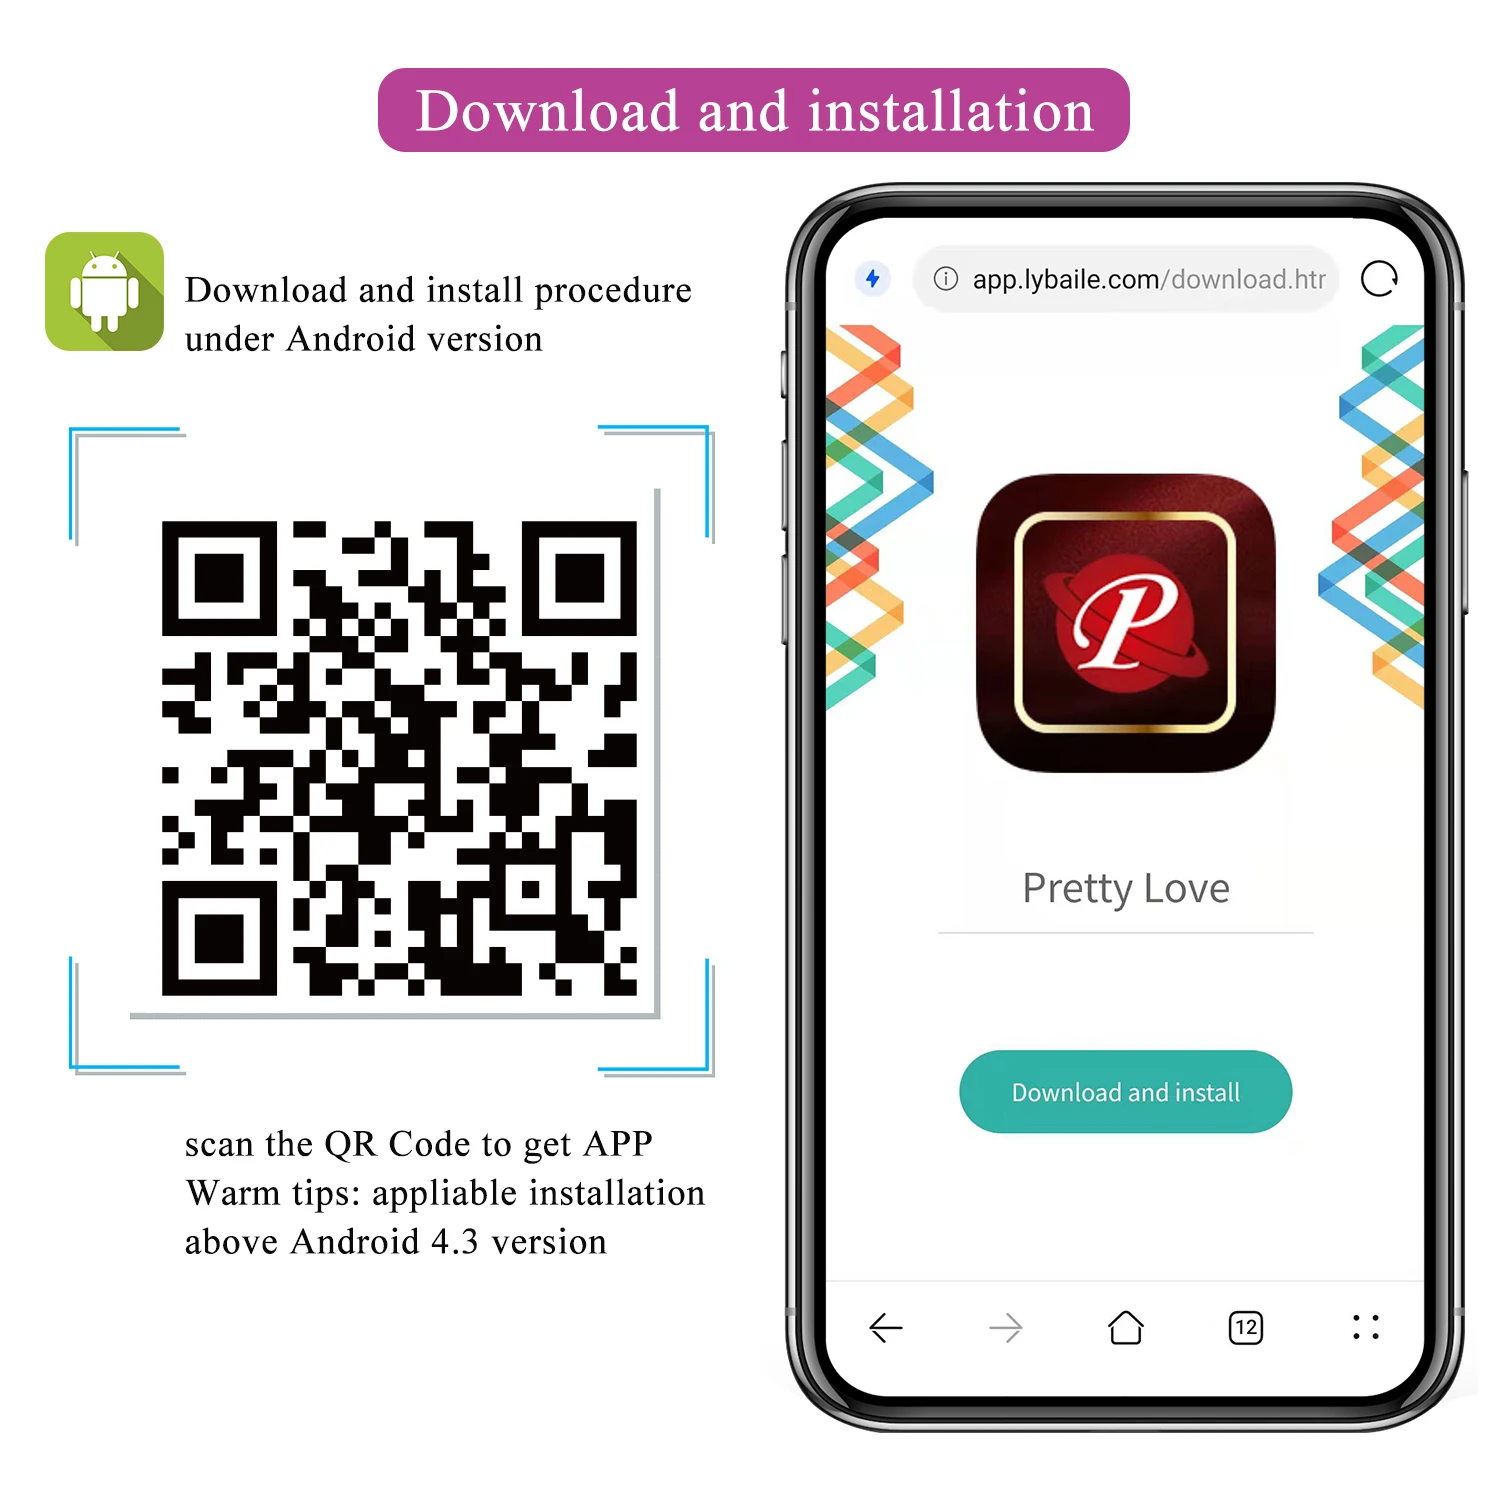 Download and installation
Download and install procedure
under Android version
scan the QR Code to get APP
Warm tips: appliable installation
above Android 4.3 version
app.lybaile.com/download.htr
P
Pretty Love
Download and install
12